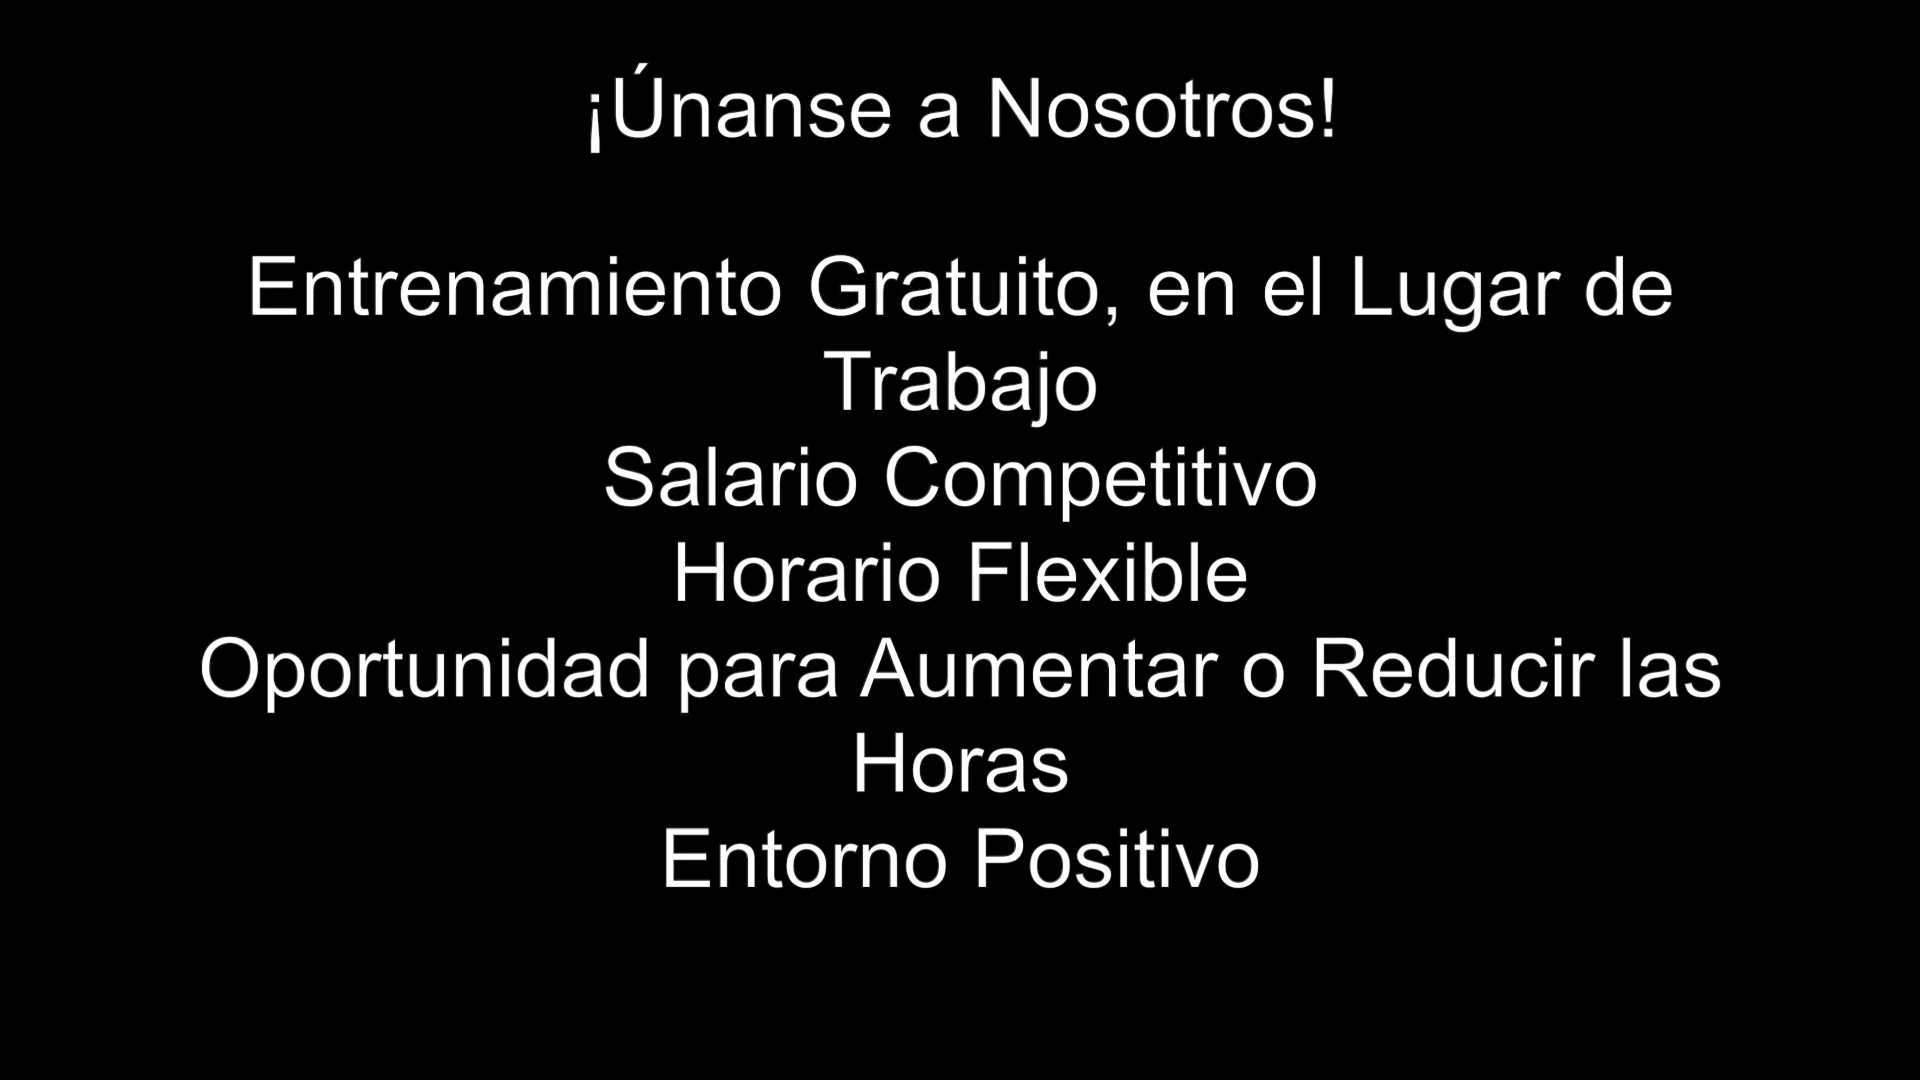 ¡Únanse a Nosotros!
Entrenamiento Gratuito, en el Lugar de
Trabajo
Salario Competitivo
Horario Flexible
Oportunidad para Aumentar o Reducir las
Horas
Entorno Positivo